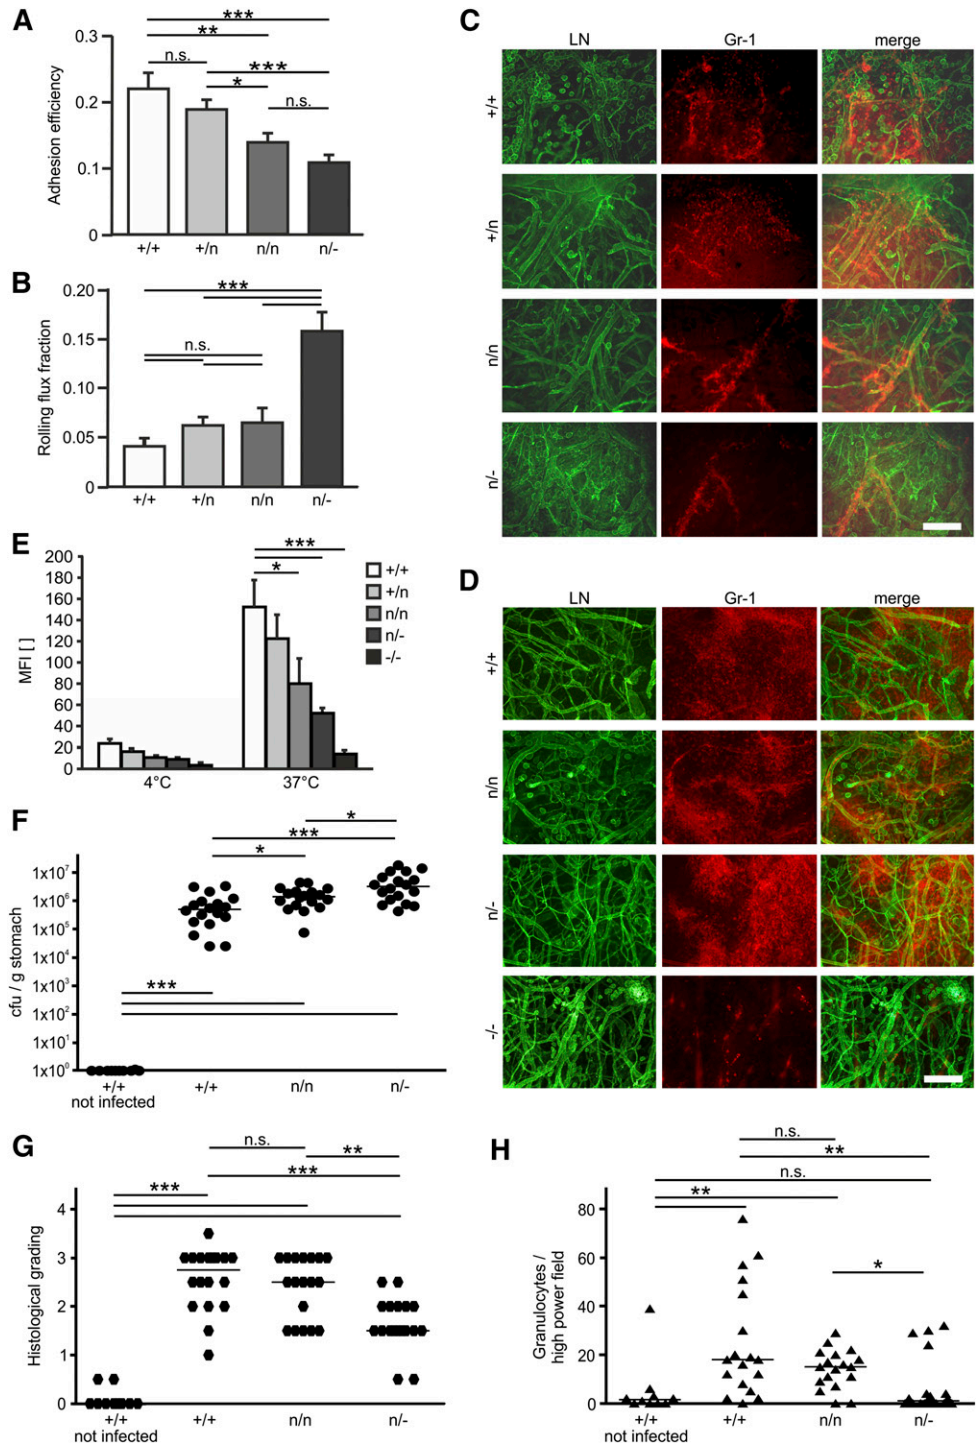 A
***
**
n.s.
***
*
n.s.
0.3
0.2
0.1
0
Adhesion efficiency
+/+ +/n n/n n/-
B
***
n.s.
0.20
0.15
0.10
0.05
0
Rolling flux fraction
+/+ +/n n/n n/-
C
LN Gr-1 merge
+/+
+/n
n/n
n/-
D
LN Gr-1 merge
+/+
n/n
n/-
-/-
E
***
*
200
180
160
140
120
100
80
60
40
20
0
MFI [ ]
+/+
+/n
n/n
n/-
-/-
4°C 37°C
F
*
***
*
***
1x10⁷
1x10⁶
1x10⁵
1x10⁴
1x10³
1x10²
1x10¹
1x10⁰
cfu / g stomach
+/+ +/+ n/n n/-
not infected
G
n.s.
**
***
***
4
3
2
1
0
Histological grading
+/+ +/+ n/n n/-
not infected
H
n.s.
**
n.s.
**
*
80
60
40
20
0
Granulocytes /
high power field
+/+ +/+ n/n n/-
not infected